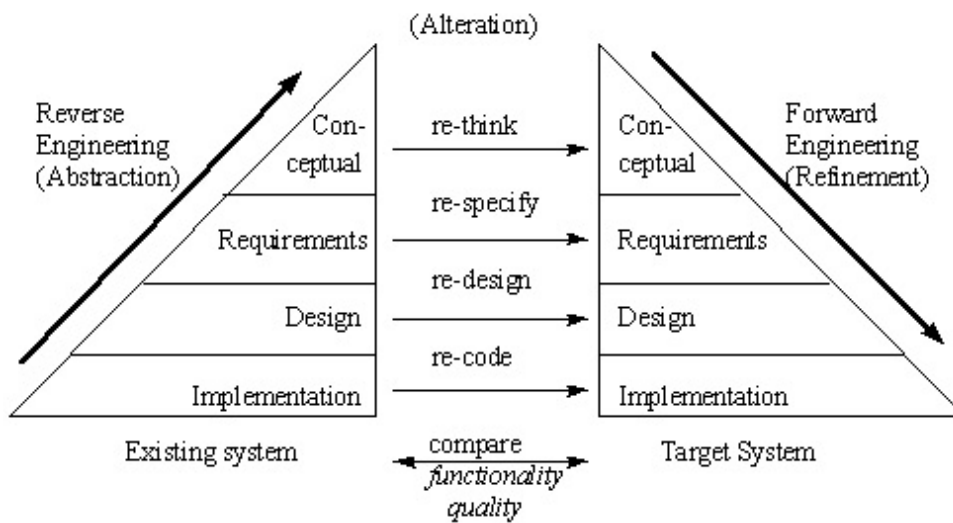 (Alteration)
Reverse
Engineering
(Abstraction)
Con-
ceptual
re-think
Con-
ceptual
Forward
Engineering
(Refinement)
re-specify
Requirements
Requirements
re-design
Design
Design
re-code
Implementation
Implementation
Existing system
compare
functionality
quality
Target System